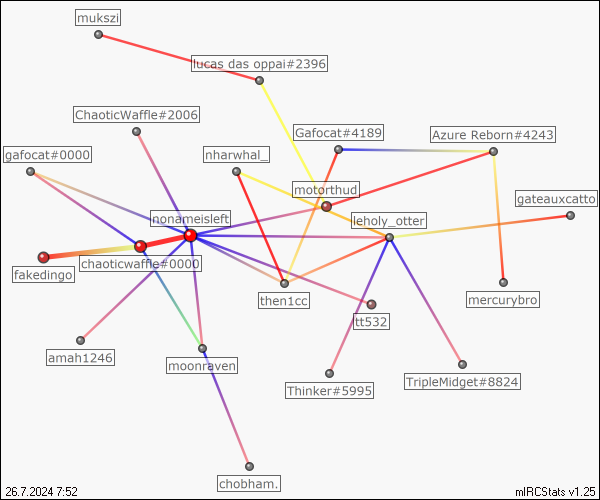 mukszi
lucas das oppai#2396
ChaoticWaffle#2006
Gafocat#4189
Azure Reborn#4243
gafocat#0000
nharwhal_
motorthud
gateauxcatto
nonameisleft
leholy_otter
chaoticwaffle#0000
fakedingo
then1cc
mercurybro
tt532
amah1246
moonraven
Thinker#5995
TripleMidget#8824
chobham.
26.7.2024 7:52
mIRCStats v1.25